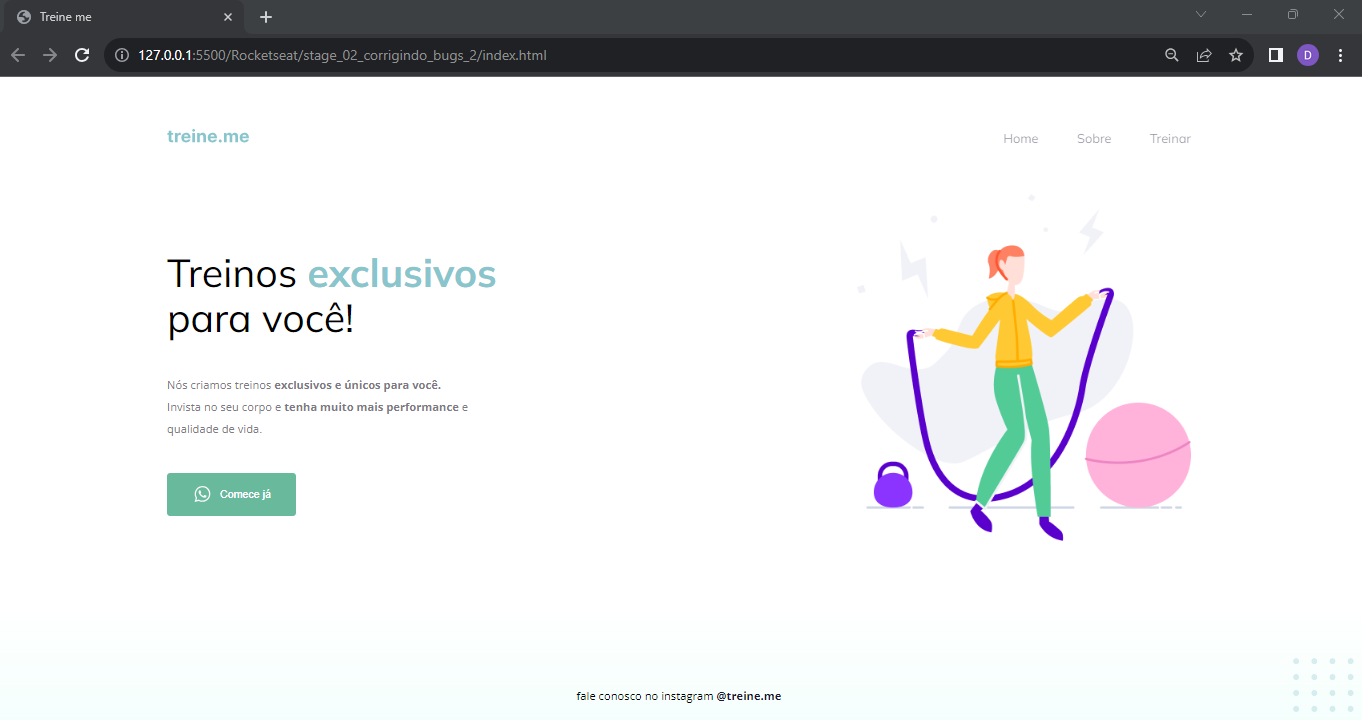 Treine me
127.0.0.1:5500/Rocketseat/stage_02_corrigindo_bugs_2/index.html
D
treine.me
Home Sobre Treinar
Treinos exclusivos
para você!
Nós criamos treinos exclusivos e únicos para você.
Invista no seu corpo e tenha muito mais performance e
qualidade de vida.
Comece já
fale conosco no instagram @treine.me